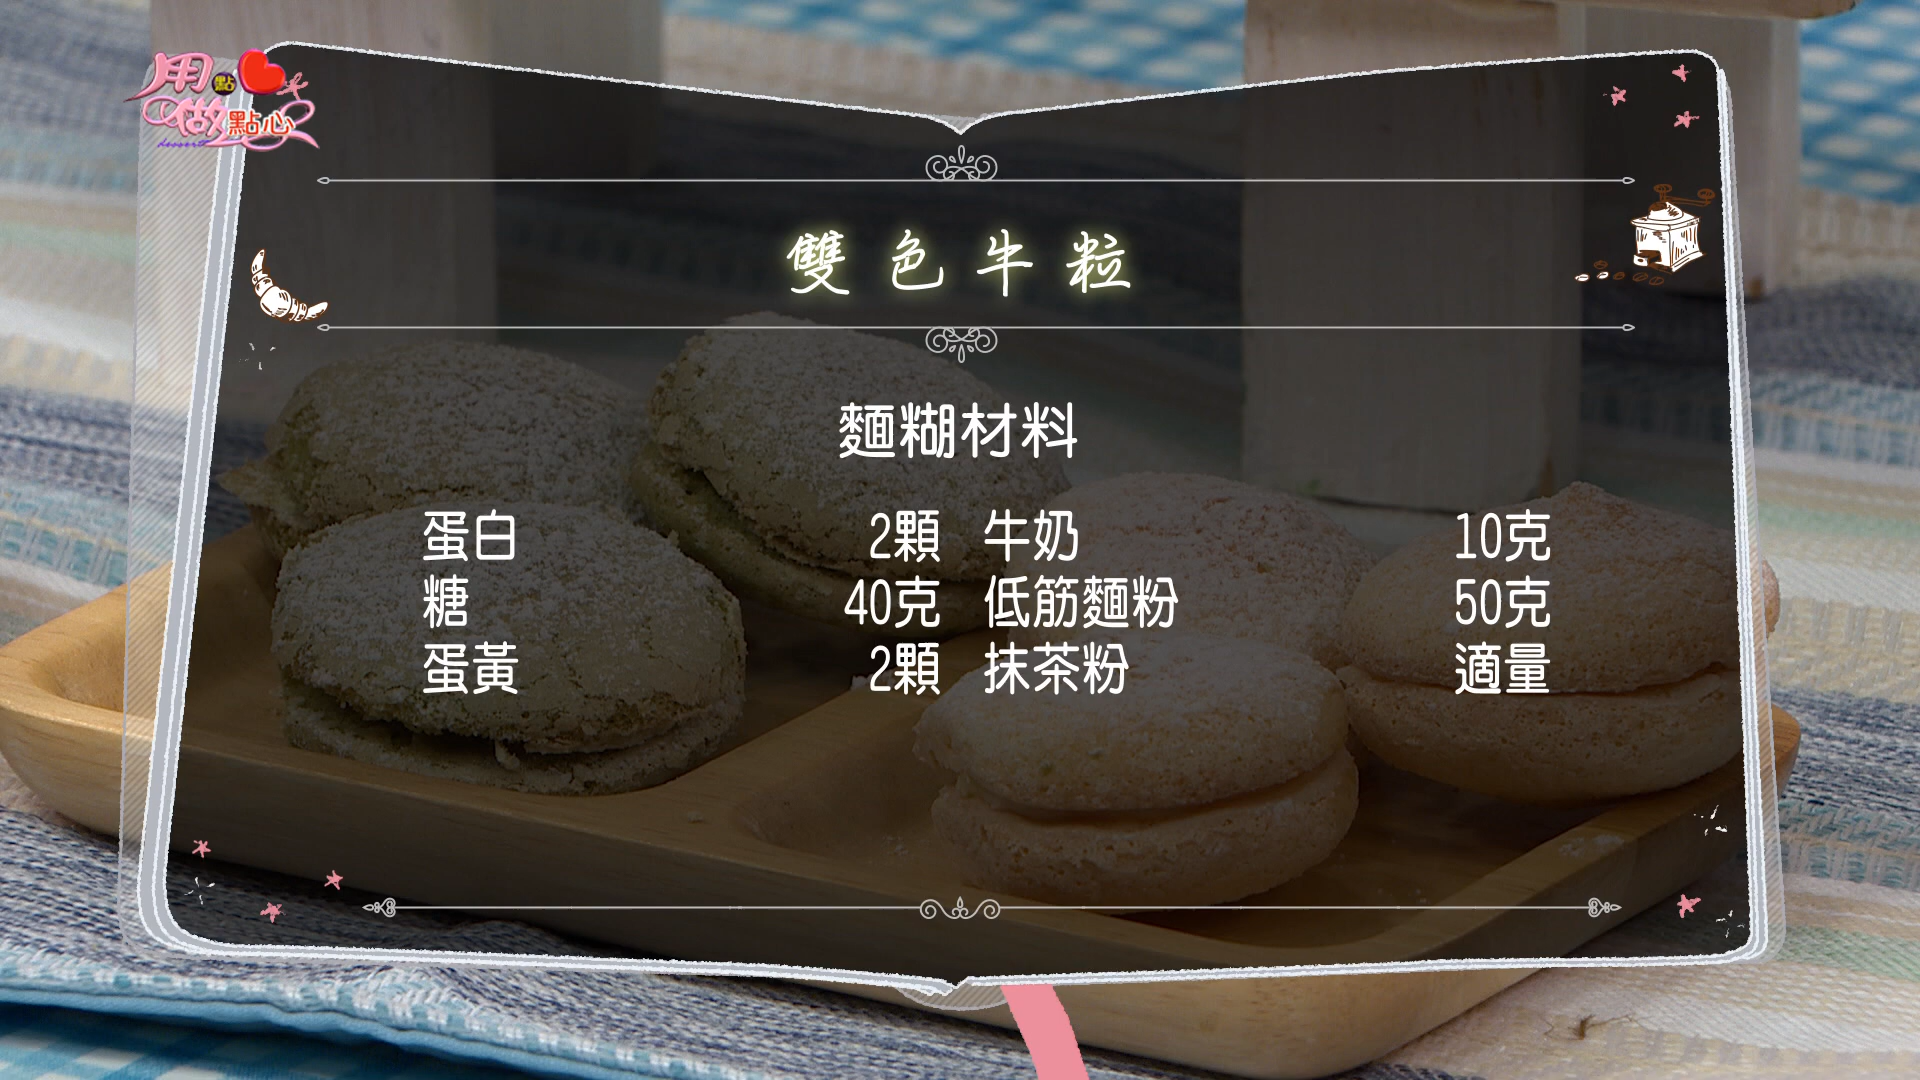 用點
做點心
dessert
雙色牛粒
麵糊材料
蛋白 2顆 牛奶 10克
糖 40克 低筋麵粉 50克
蛋黃 2顆 抹茶粉 適量